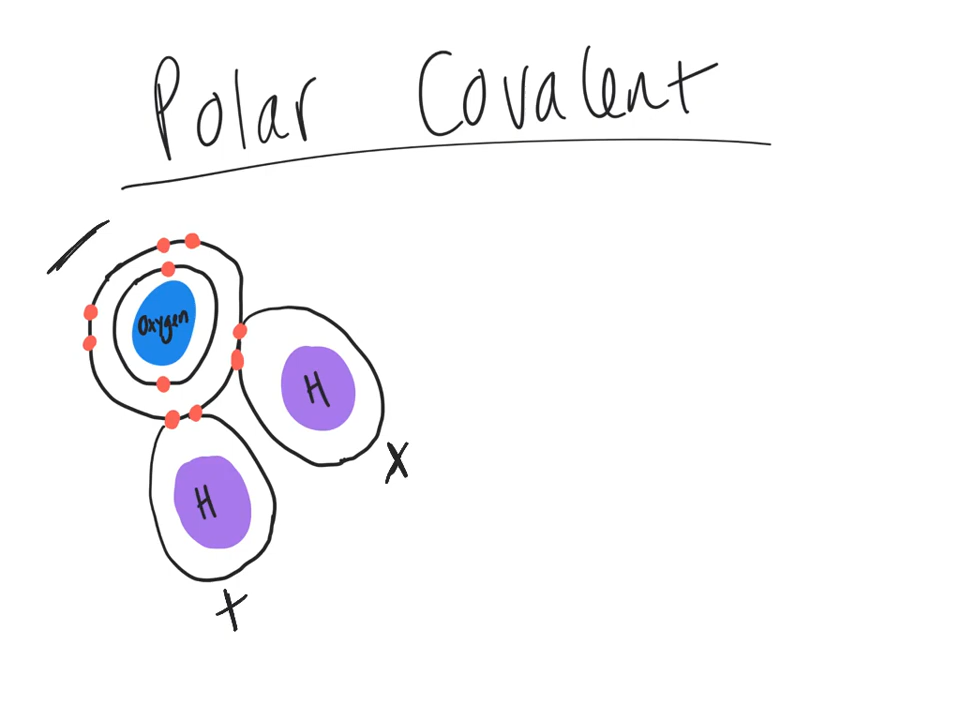 Polar Covalent
−
Oxygen
H
H
+
+